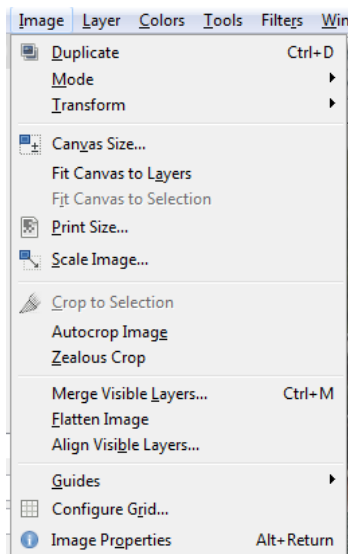 Image Layer Colors Tools Filters Win
Duplicate Ctrl+D
Mode
Transform
Canvas Size...
Fit Canvas to Layers
Fit Canvas to Selection
Print Size...
Scale Image...
Crop to Selection
Autocrop Image
Zealous Crop
Merge Visible Layers... Ctrl+M
Flatten Image
Align Visible Layers...
Guides
Configure Grid...
Image Properties Alt+Return